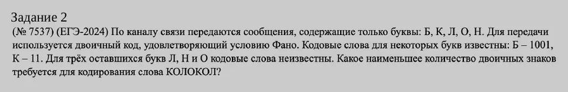 Задание 2
(№ 7537) (ЕГЭ-2024) По каналу связи передаются сообщения, содержащие только буквы: Б, К, Л, О, Н. Для передачи
используется двоичный код, удовлетворяющий условию Фано. Кодовые слова для некоторых букв известны: Б – 1001,
К – 11. Для трёх оставшихся букв Л, Н и О кодовые слова неизвестны. Какое наименьшее количество двоичных знаков
требуется для кодирования слова КОЛОКОЛ?